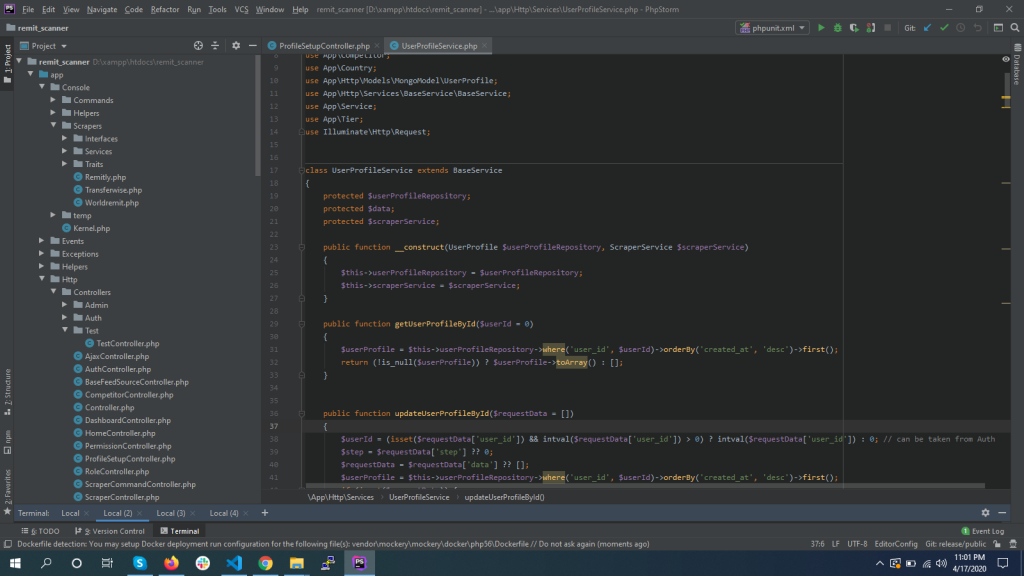 File Edit View Navigate Code Refactor Run Tools VCS Window Help remit_scanner [D:\xampp\htdocs\remit_scanner] - ...\app\Http\Services\UserProfileService.php - PhpStorm
remit_scanner
phpunit.xml
Git:
Project
ProfileSetupController.php
UserProfileService.php
1: Project
Z: Structure
npm
2: Favorites
Database
remit_scanner D:\xampp\htdocs\remit_scanner
app
Console
Commands
Helpers
Scrapers
Interfaces
Services
Traits
Remitly.php
Transferwise.php
Worldremit.php
temp
Kernel.php
Events
Exceptions
Helpers
Http
Controllers
Admin
Auth
Test
TestController.php
AjaxController.php
AuthController.php
BaseFeedSourceController.php
CompetitorController.php
Controller.php
DashboardController.php
HomeController.php
PermissionController.php
ProfileSetupController.php
RoleController.php
ScraperCommandController.php
ScraperController.php
8 use App\Competitor;
9 use App\Country;
10 use App\Http\Models\MongoModel\UserProfile;
11 use App\Http\Services\BaseService\BaseService;
12 use App\Service;
13 use App\Tier;
14 use Illuminate\Http\Request;
15
16
17 class UserProfileService extends BaseService
18 {
19 protected $userProfileRepository;
20 protected $data;
21 protected $scraperService;
22
23 public function __construct(UserProfile $userProfileRepository, ScraperService $scraperService)
24 {
25 $this->userProfileRepository = $userProfileRepository;
26 $this->scraperService = $scraperService;
27 }
28
29 public function getUserProfileById($userId = 0)
30 {
31 $userProfile = $this->userProfileRepository->where('user_id', $userId)->orderBy('created_at', 'desc')->first();
32 return (!is_null($userProfile)) ? $userProfile->toArray() : [];
33 }
34
35
36 public function updateUserProfileById($requestData = [])
37 {
38 $userId = (isset($requestData['user_id']) && intval($requestData['user_id']) > 0) ? intval($requestData['user_id']) : 0; // can be taken from Auth
39 $step = $requestData['step'] ?? 0;
40 $requestData = $requestData['data'] ?? [];
41 $userProfile = $this->userProfileRepository->where('user_id', $userId)->orderBy('created_at', 'desc')->first();
\App\Http\Services > UserProfileService > updateUserProfileById()
Terminal: Local × Local (2) × Local (3) × Local (4) × +
6: TODO 9: Version Control Terminal
1 Event Log
Dockerfile detection: You may setup Docker deployment run configuration for the following file(s): vendor\mockery\mockery\docker\php56\Dockerfile // Do not ask again (moments ago)
37:6 LF UTF-8 EditorConfig Git: release/public
11:01 PM
4/17/2020